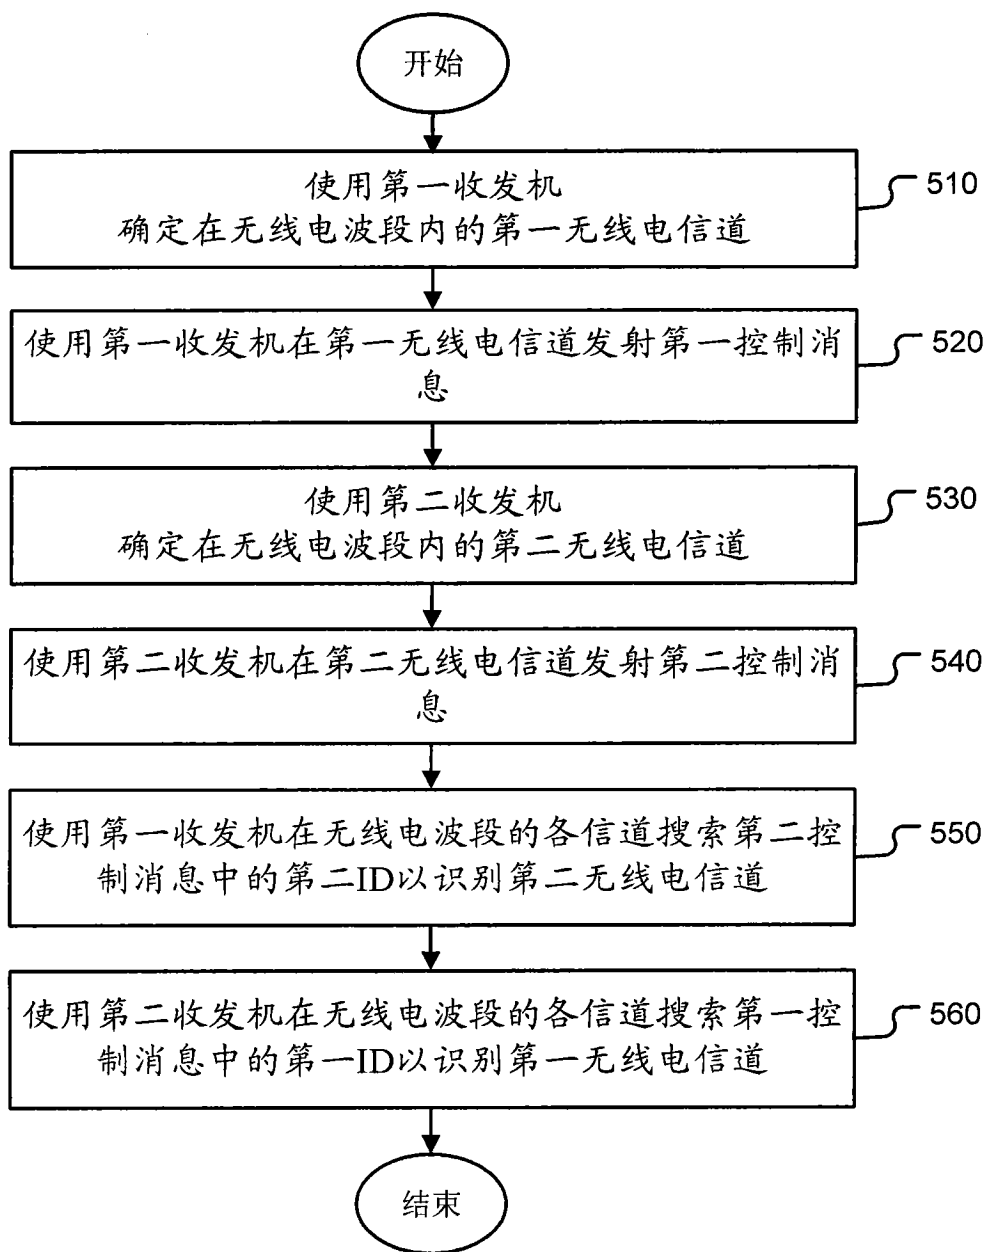 开始
使用第一收发机
确定在无线电波段内的第一无线电信道
510
使用第一收发机在第一无线电信道发射第一控制消
息
520
使用第二收发机
确定在无线电波段内的第二无线电信道
530
使用第二收发机在第二无线电信道发射第二控制消
息
540
使用第一收发机在无线电波段的各信道搜索第二控
制消息中的第二ID以识别第二无线电信道
550
使用第二收发机在无线电波段的各信道搜索第一控
制消息中的第一ID以识别第一无线电信道
560
结束